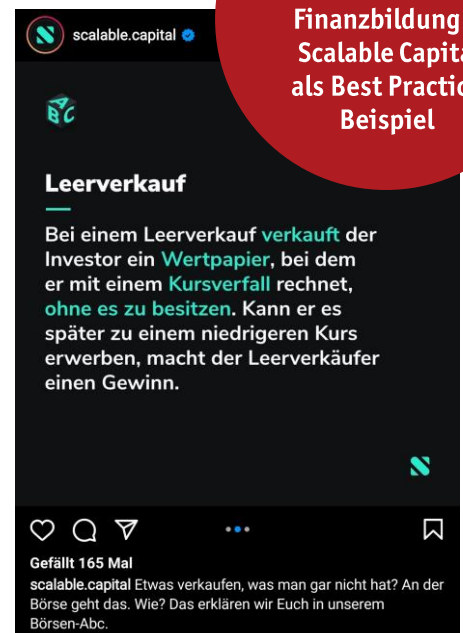 scalable.capital
Finanzbildung
Scalable
als Best
Beispiel
ABC
Leerverkauf
Bei einem Leerverkauf verkauft der
Investor ein Wertpapier, bei dem
er mit einem Kursverfall rechnet,
ohne es zu besitzen. Kann er es
später zu einem niedrigeren Kurs
erwerben, macht der Leerverkäufer
einen Gewinn.
Gefällt 165 Mal
scalable.capital Etwas verkaufen, was man gar nicht hat? An der
Börse geht das. Wie? Das erklären wir Euch in unserem
Börsen-Abc.